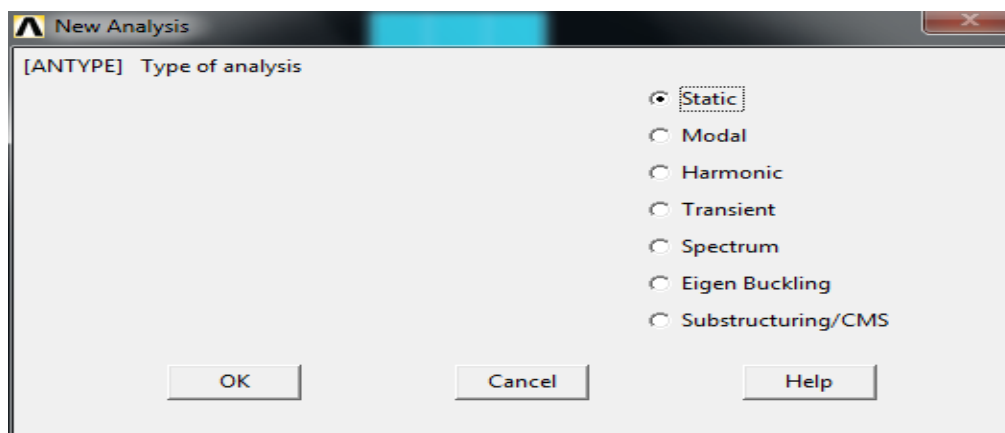 New Analysis
[ANTYPE] Type of analysis
Static
Modal
Harmonic
Transient
Spectrum
Eigen Buckling
Substructuring/CMS
OK Cancel Help